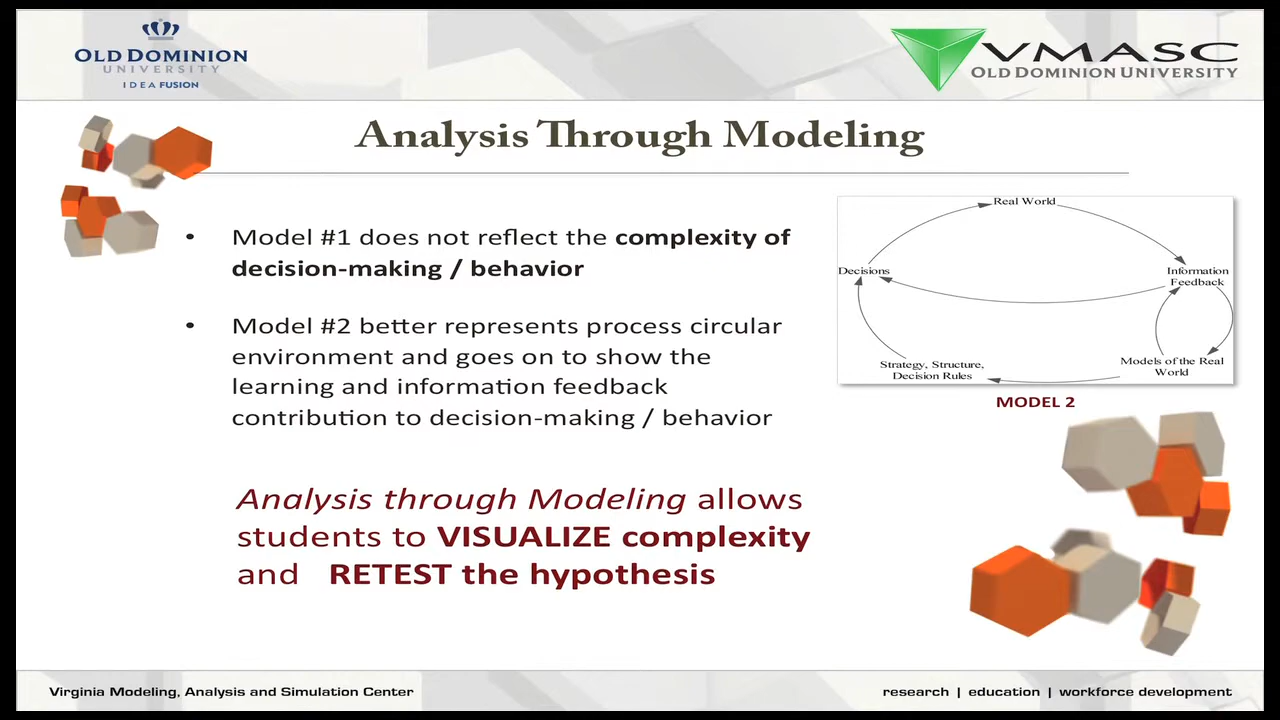 OLD DOMINION
UNIVERSITY
IDEA FUSION
VMASC
OLD DOMINION UNIVERSITY
Analysis Through Modeling
• Model #1 does not reflect the complexity of
decision-making / behavior
• Model #2 better represents process circular
environment and goes on to show the
learning and information feedback
contribution to decision-making / behavior
Real World
Decisions
Information
Feedback
Strategy, Structure,
Decision Rules
Models of the Real
World
MODEL 2
Analysis through Modeling allows
students to VISUALIZE complexity
and RETEST the hypothesis
Virginia Modeling, Analysis and Simulation Center
research | education | workforce development